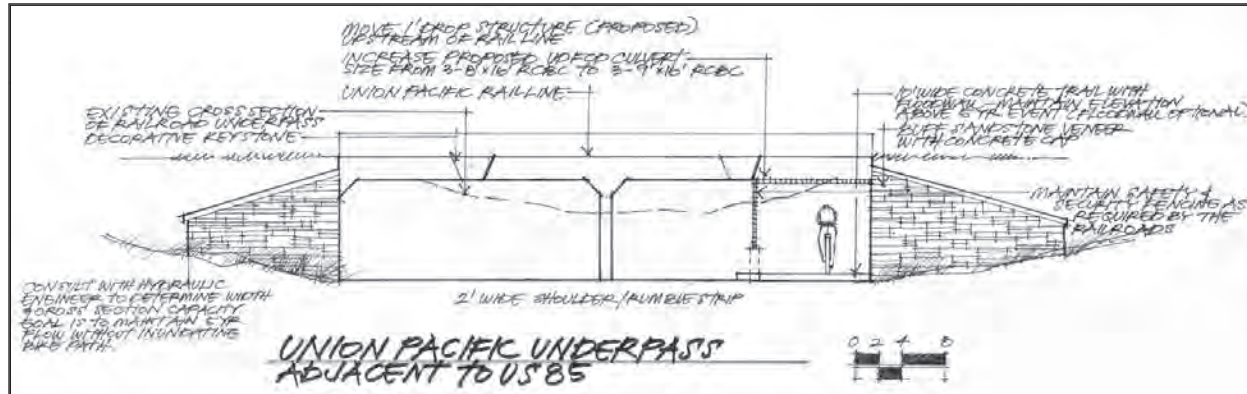 MOVE 1' DROP STRUCTURE (PROPOSED)
UPSTREAM OF RAIL LINE
INCREASE PROPOSED UDFCD CULVERT
SIZE FROM 3-8'x16' RCBC TO 3-9'x16' RCBC
UNION PACIFIC RAIL LINE
EXISTING CROSS SECTION
OF RAILROAD UNDERPASS
DECORATIVE KEYSTONE
10' WIDE CONCRETE TRAIL WITH
FLOODWALL - MAINTAIN ELEVATION
ABOVE 5 YR EVENT (FLOODWALL OPTIONAL)
BUFF SANDSTONE VENEER
WITH CONCRETE CAP
MAINTAIN SAFETY &
SECURITY FENCING AS
REQUIRED BY THE
RAILROADS
CONSULT WITH HYDRAULIC
ENGINEER TO DETERMINE WIDTH
CROSS SECTION CAPACITY
GOAL IS TO MAINTAIN 5 YR
FLOW WITHOUT INUNDATING
BIKE PATH.
2' WIDE SHOULDER/RUMBLE STRIP
UNION PACIFIC UNDERPASS
ADJACENT TO US 85
0 2 4 8